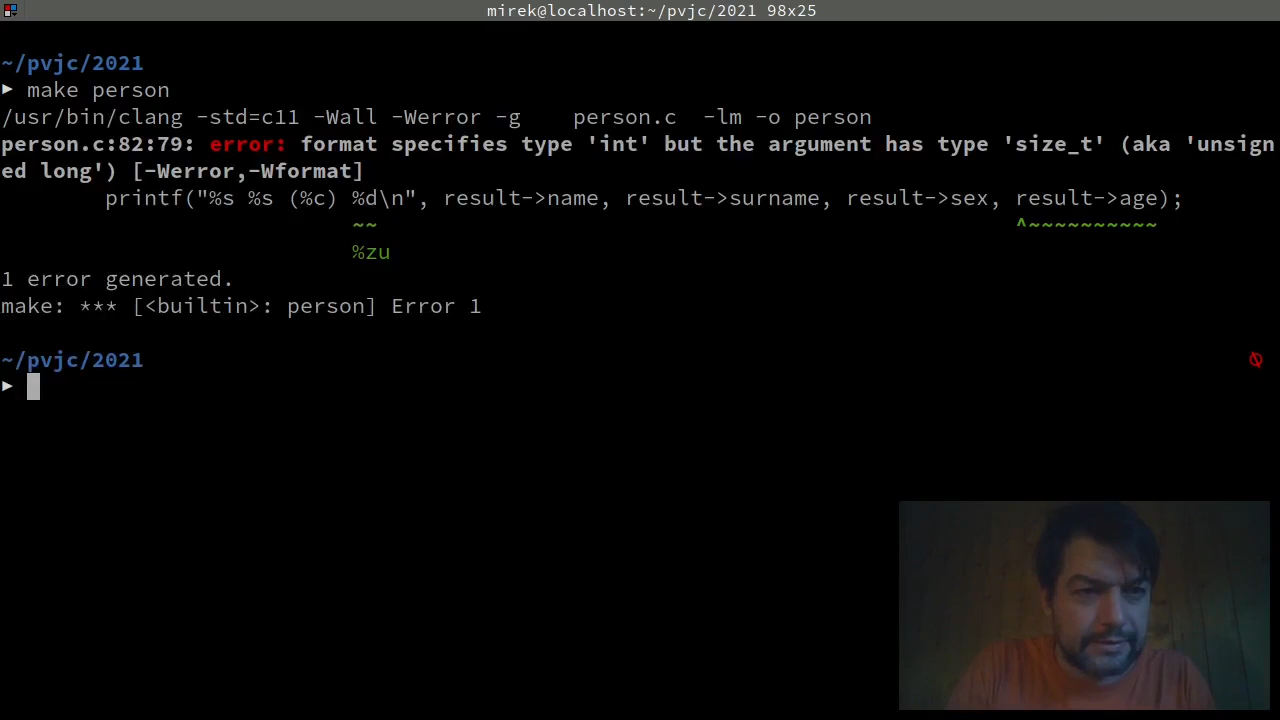 mirek@localhost:~/pvjc/2021 98x25
~/pvjc/2021
► make person
/usr/bin/clang -std=c11 -Wall -Werror -g    person.c  -lm -o person
person.c:82:79: error: format specifies type 'int' but the argument has type 'size_t' (aka 'unsign
ed long') [-Werror,-Wformat]
        printf("%s %s (%c) %d\n", result->name, result->surname, result->sex, result->age);
                           ~~                                                 ^~~~~~~~~~~
                           %zu
1 error generated.
make: *** [<builtin>: person] Error 1
~/pvjc/2021
►